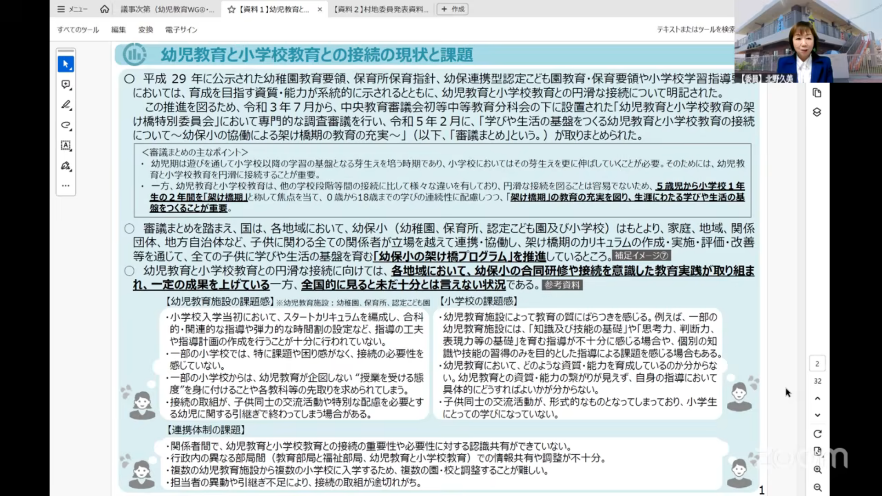 メニュー
議事次第（幼児教育WG④・
【資料１】幼児教育と
【資料２】村地委員発表資料...
作成
すべてのツール 編集 変換 電子サイン
テキストまたはツールを検索
幼児教育と小学校教育との接続の現状と課題
【委員】北野久美
○ 平成 29 年に公示された幼稚園教育要領、保育所保育指針、幼保連携型認定こども園教育・保育要領や小学校学習指導要
においては、育成を目指す資質・能力が系統的に示されるとともに、幼児教育と小学校教育との円滑な接続について明記された。
この推進を図るため、令和３年７月から、中央教育審議会初等中等教育分科会の下に設置された「幼児教育と小学校教育の架
け橋特別委員会」において専門的な調査審議を行い、令和５年２月に、「学びや生活の基盤をつくる幼児教育と小学校教育の接続
について～幼保小の協働による架け橋期の教育の充実～」（以下、「審議まとめ」という。）が取りまとめられた。
＜審議まとめの主なポイント＞
・ 幼児期は遊びを通して小学校以降の学習の基盤となる芽生えを培う時期であり、小学校においてはその芽生えを更に伸ばしていくことが必要。そのためには、幼児教
育と小学校教育を円滑に接続することが重要。
・ 一方、幼児教育と小学校教育は、他の学校段階等間の接続に比して様々な違いを有しており、円滑な接続を図ることは容易でないため、５歳児から小学校１年
生の２年間を「架け橋期」と称して焦点を当て、０歳から18歳までの学びの連続性に配慮しつつ、「架け橋期」の教育の充実を図り、生涯にわたる学びや生活の基
盤をつくることが重要。
○ 審議まとめを踏まえ、国は、各地域において、幼保小（幼稚園、保育所、認定こども園及び小学校）はもとより、家庭、地域、関係
団体、地方自治体など、子供に関わる全ての関係者が立場を越えて連携・協働し、架け橋期のカリキュラムの作成・実施・評価・改善
等を通じて、全ての子供に学びや生活の基盤を育む「幼保小の架け橋プログラム」を推進しているところ。 補足イメージ⑦
○ 幼児教育と小学校教育との円滑な接続に向けては、各地域において、幼保小の合同研修や接続を意識した教育実践が取り組ま
れ、一定の成果を上げている一方、全国的に見ると未だ十分とは言えない状況である。 参考資料
【幼児教育施設の課題感】※幼児教育施設：幼稚園、保育所、認定こども園
・小学校入学当初において、スタートカリキュラムを編成し、合科
的・関連的な指導や弾力的な時間割の設定など、指導の工夫
や指導計画の作成を行うことが十分に行われていない。
・一部の小学校では、特に課題や困り感がなく、接続の必要性を
感じていない。
・一部の小学校からは、幼児教育が企図しない“授業を受ける態
度”を身に付けることや各教科等の先取りを求められてしまう。
・接続の取組が、子供同士の交流活動や特別な配慮を必要とす
る幼児に関する引継ぎで終わってしまう場合がある。
【小学校の課題感】
・幼児教育施設によって教育の質にばらつきを感じる。例えば、一部の
幼児教育施設には、「知識及び技能の基礎」や「思考力、判断力、
表現力等の基礎」を育む指導が不十分に感じる場合や、個別の知
識や技能の習得のみを目的とした指導による課題を感じる場合もある。
・幼児教育において、どのような資質・能力を育成しているのか分からな
い。幼児教育との資質・能力の繋がりが見えず、自身の指導において
具体的にどうすればよいかが分からない。
・子供同士の交流活動が、形式的なものとなってしまっており、小学生
にとっての学びになっていない。
【連携体制の課題】
・関係者間で、幼児教育と小学校教育との接続の重要性や必要性に対する認識共有ができていない。
・行政内の異なる部局間（教育部局と福祉部局、幼児教育と小学校教育）での情報共有や調整が不十分。
・複数の幼児教育施設から複数の小学校に入学するため、複数の園・校と調整することが難しい。
・担当者の異動や引継ぎ不足により、接続の取組が途切れがち。
1
2
32
zoom